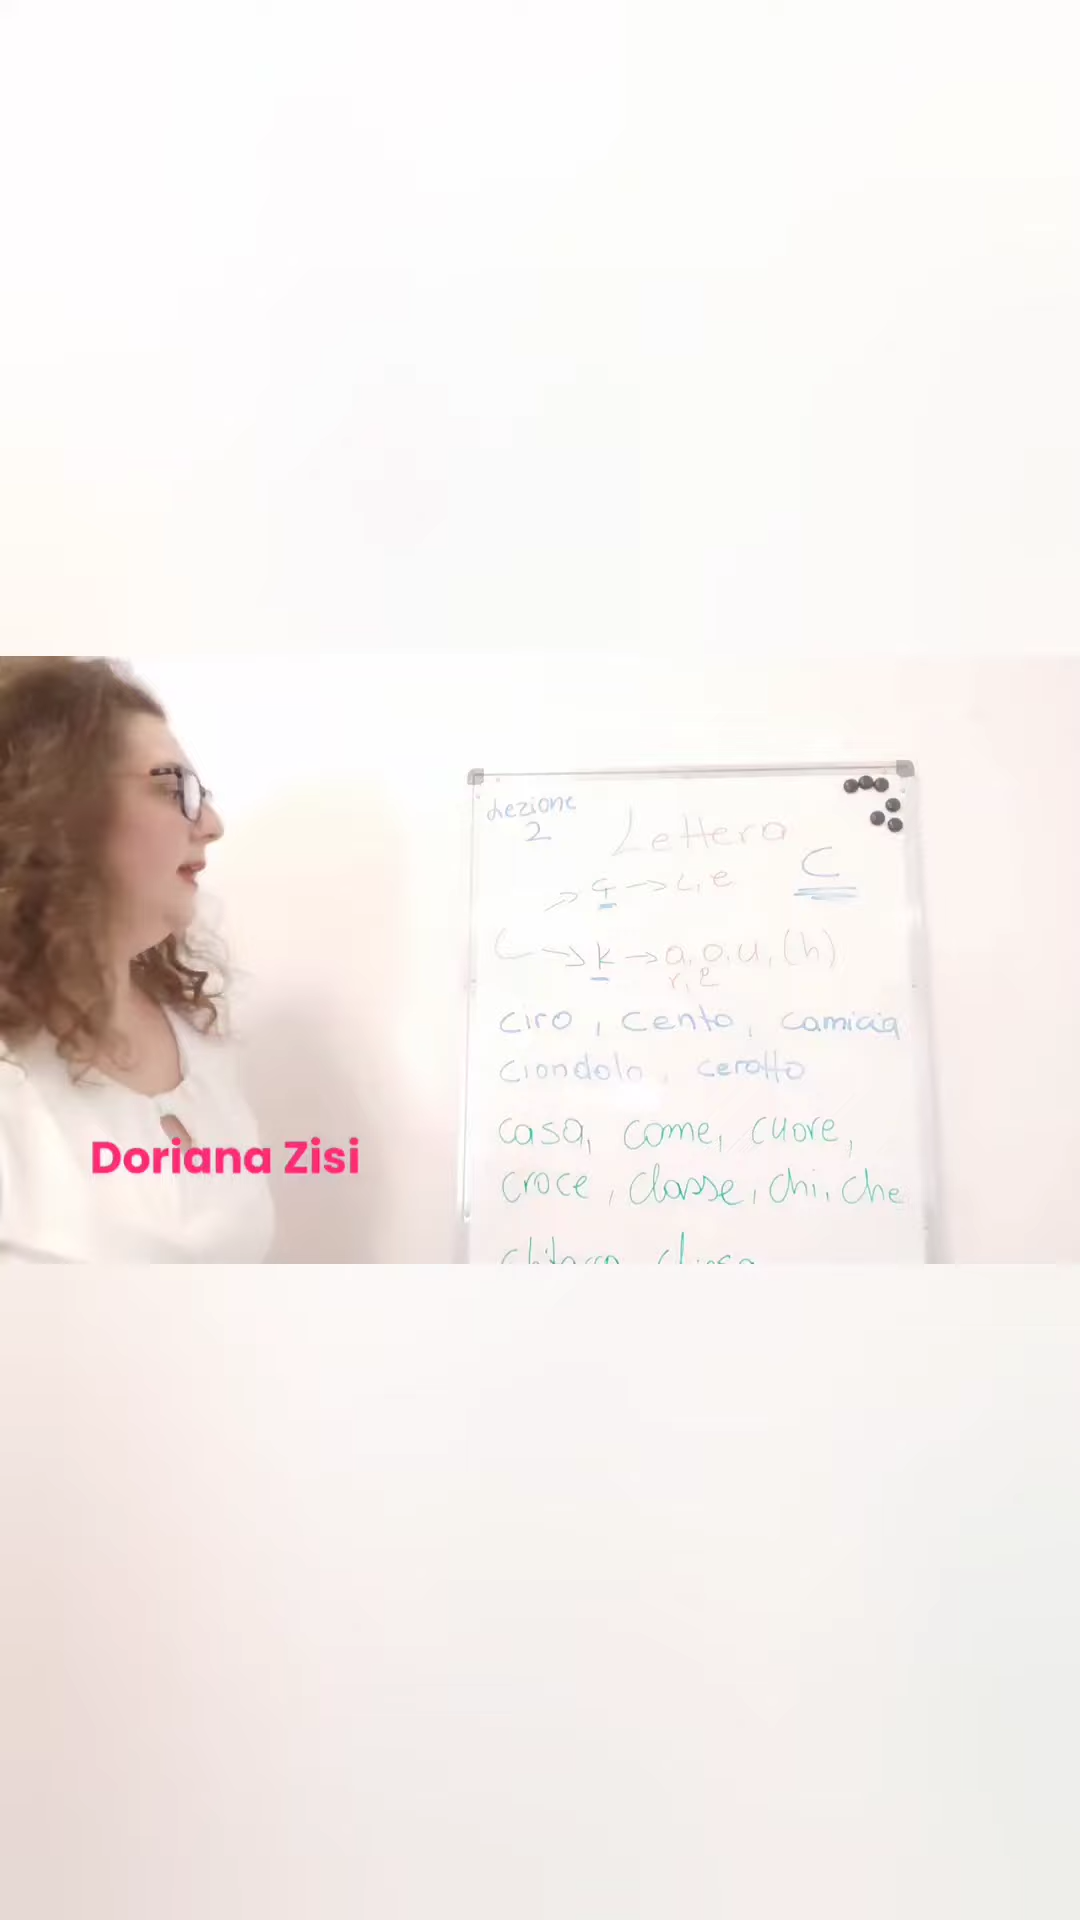 Lezione
2
Lettera
C
→ ç → i, e
C → k → a, o, u, (h)
r, l
ciro, cento, camicia
ciondolo, cerotto
casa, come, cuore,
croce, classe, chi, che
Doriana Zisi